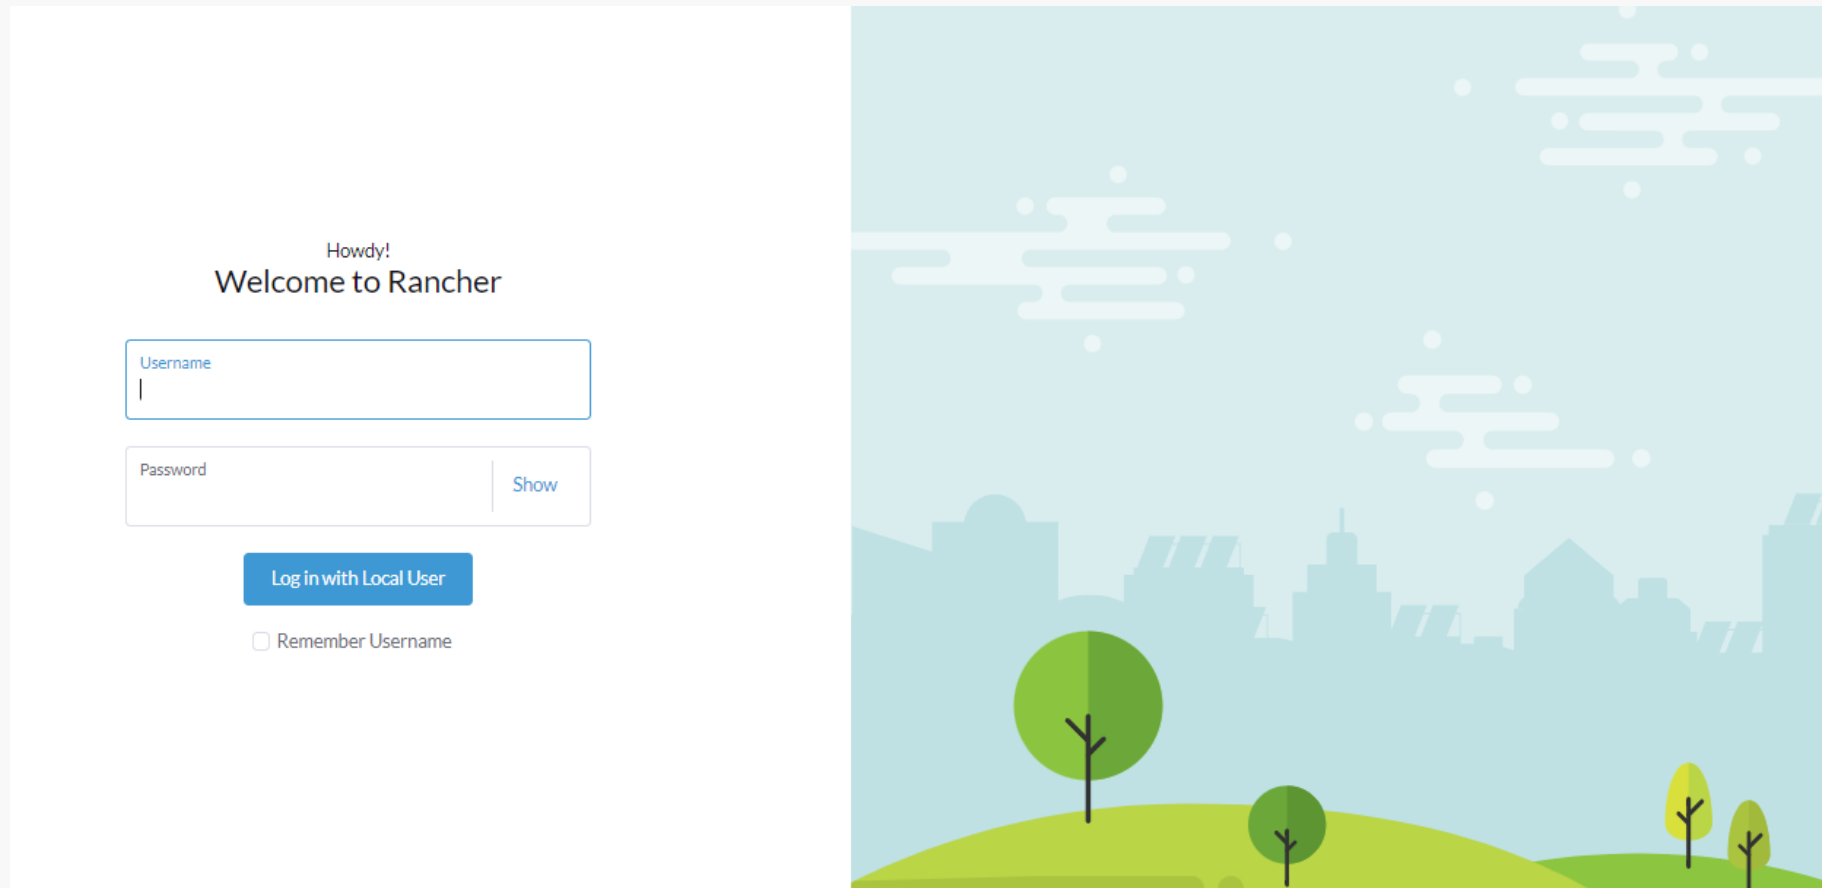 Howdy!
Welcome to Rancher
Username
Password
Show
Log in with Local User
Remember Username